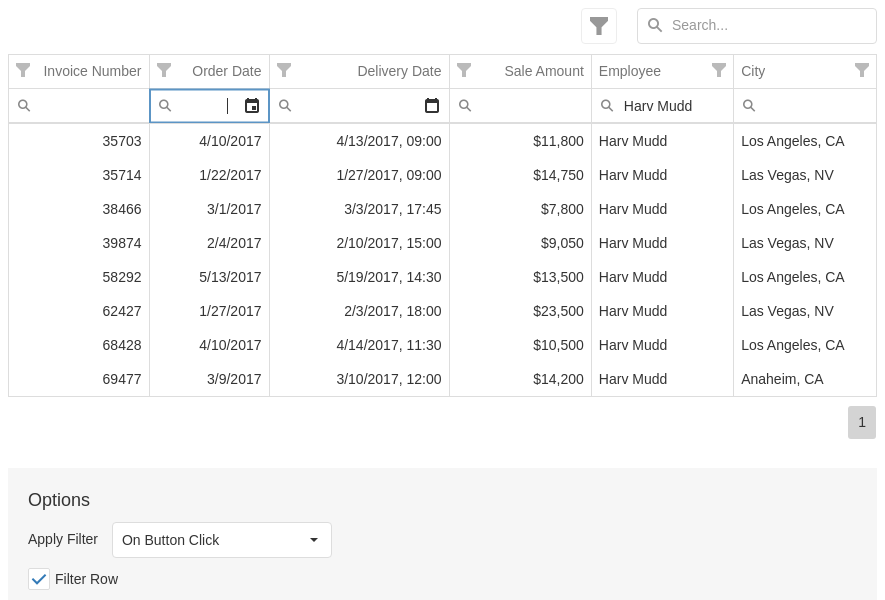 Search...
Invoice Number Order Date Delivery Date Sale Amount Employee City
Harv Mudd
35703 4/10/2017 4/13/2017, 09:00 $11,800 Harv Mudd Los Angeles, CA
35714 1/22/2017 1/27/2017, 09:00 $14,750 Harv Mudd Las Vegas, NV
38466 3/1/2017 3/3/2017, 17:45 $7,800 Harv Mudd Los Angeles, CA
39874 2/4/2017 2/10/2017, 15:00 $9,050 Harv Mudd Las Vegas, NV
58292 5/13/2017 5/19/2017, 14:30 $13,500 Harv Mudd Los Angeles, CA
62427 1/27/2017 2/3/2017, 18:00 $23,500 Harv Mudd Las Vegas, NV
68428 4/10/2017 4/14/2017, 11:30 $10,500 Harv Mudd Los Angeles, CA
69477 3/9/2017 3/10/2017, 12:00 $14,200 Harv Mudd Anaheim, CA
1
Options
Apply Filter On Button Click
Filter Row